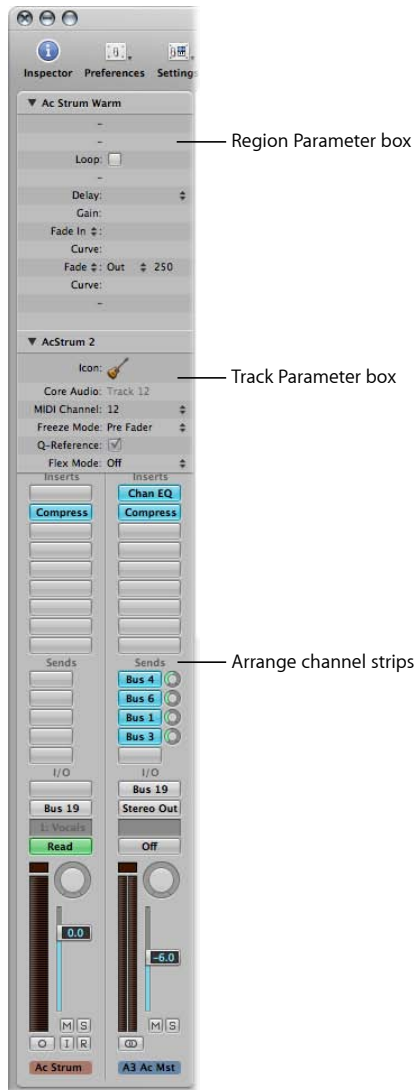 Inspector Preferences Settings
Ac Strum Warm
-
-
Region Parameter box
Loop:
-
Delay:
Gain:
Fade In :
Curve:
Fade : Out 250
Curve:
-
AcStrum 2
Icon:
Track Parameter box
Core Audio: Track 12
MIDI Channel: 12
Freeze Mode: Pre Fader
Q-Reference:
Flex Mode: Off
Inserts Inserts
Chan EQ
Compress Compress
Sends Sends
Arrange channel strips
Bus 4
Bus 6
Bus 1
Bus 3
I/O I/O
Bus 19
Bus 19 Stereo Out
L: Vocals
Read Off
0.0
-6.0
M S M S
I R
Ac Strum A3 Ac Mst